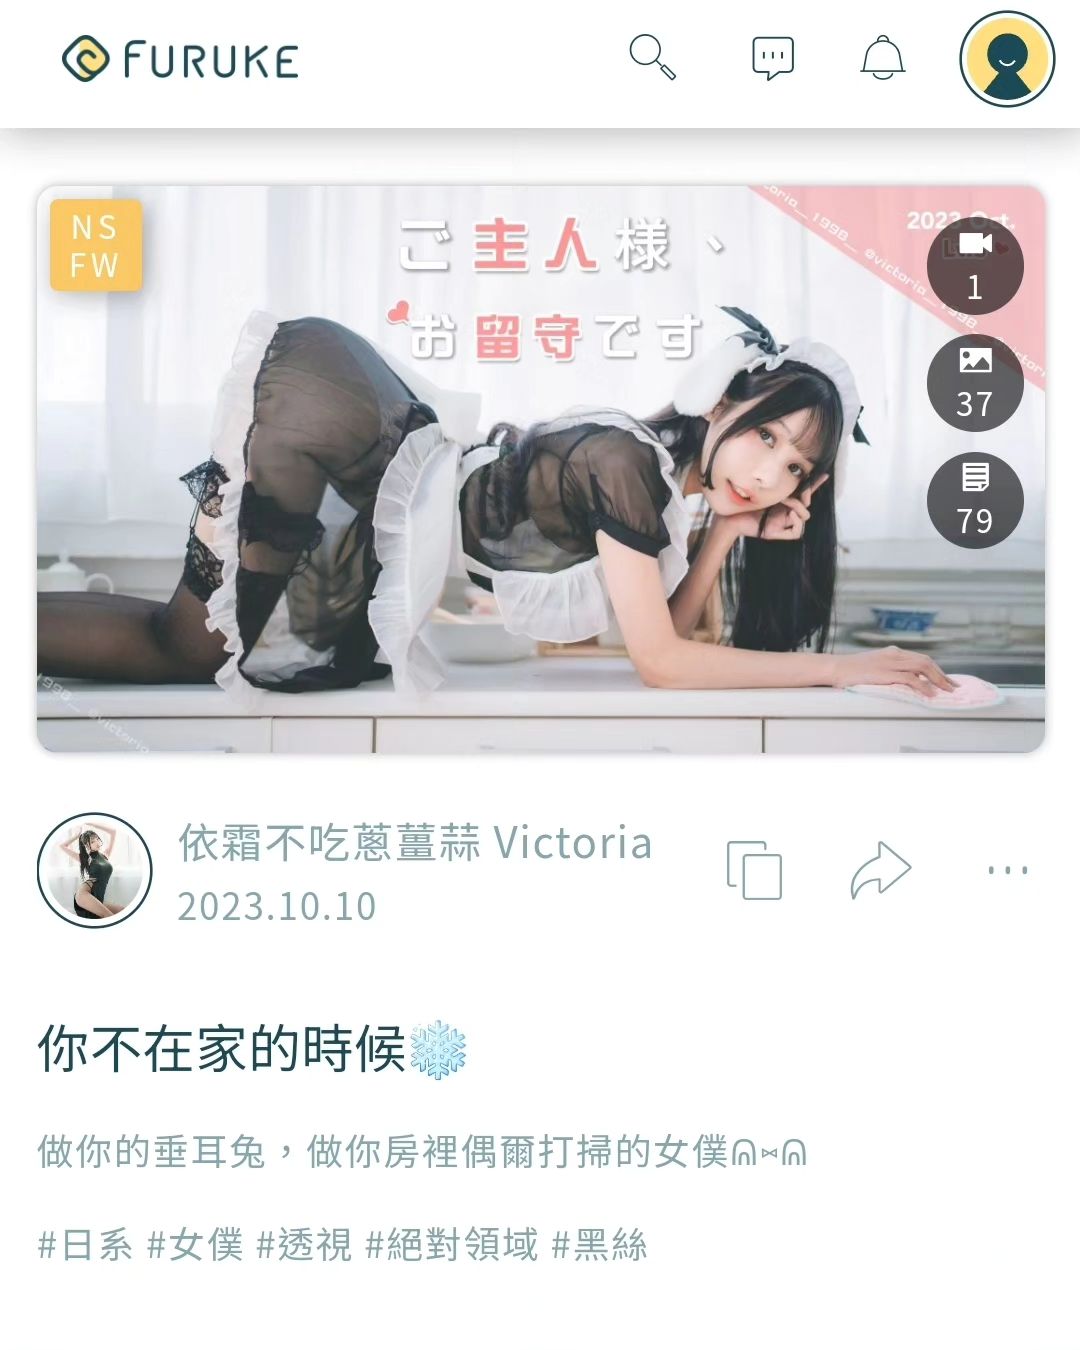 FURUKE
NS
FW
ご主人様、
お留守です
2023 Oct.
1
37
79
依霜不吃蔥薑蒜 Victoria
2023.10.10
你不在家的時候❄️
做你的垂耳兔，做你房裡偶爾打掃的女僕ᕱ⑅ᕱ
#日系 #女僕 #透視 #絕對領域 #黑絲